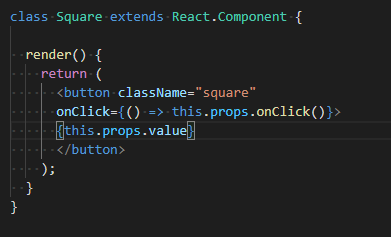 class Square extends React.Component {
render() {
return (
<button className="square"
onClick={() => this.props.onClick()}>
{this.props.value}
</button>
);
}
}